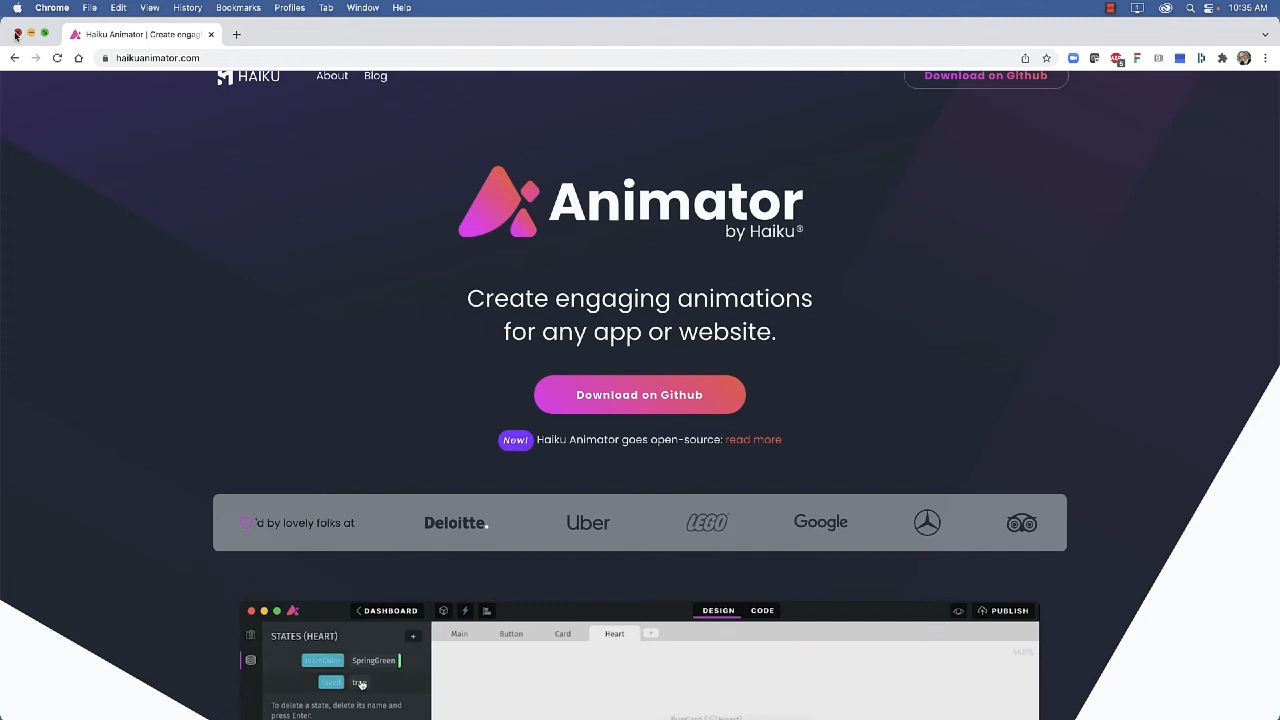 Chrome File Edit View History Bookmarks Profiles Tab Window Help 10:35 AM
Haiku Animator | Create engag
haikuanimator.com
HAIKU About Blog Download on Github
Animator
by Haiku®
Create engaging animations
for any app or website.
Download on Github
New! Haiku Animator goes open-source: read more
'd by lovely folks at Deloitte. Uber LEGO Google
DASHBOARD DESIGN CODE PUBLISH
STATES (HEART) + Main Button Card Heart +
teamColor SpringGreen 448%
faved
To delete a state, delete its name and
press Enter.